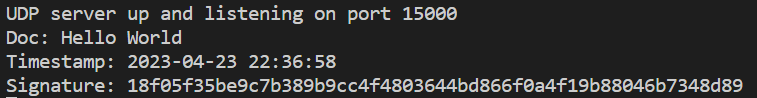 UDP server up and listening on port 15000
Doc: Hello World
Timestamp: 2023-04-23 22:36:58
Signature: 18f05f35be9c7b389b9cc4f4803644bd866f0a4f19b88046b7348d89